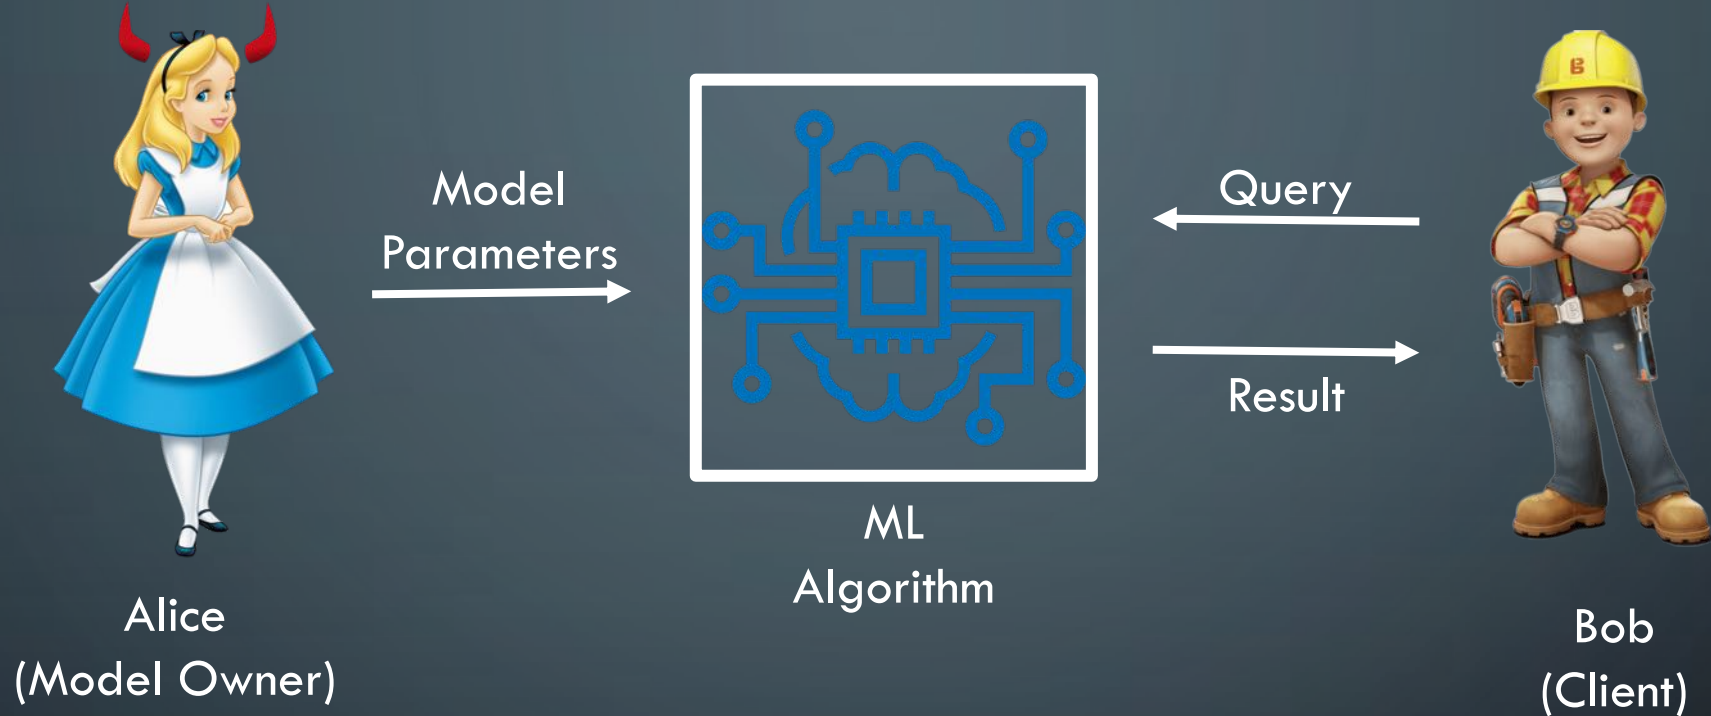 Model
Parameters
Query
Result
ML
Algorithm
Alice
(Model Owner)
Bob
(Client)
B